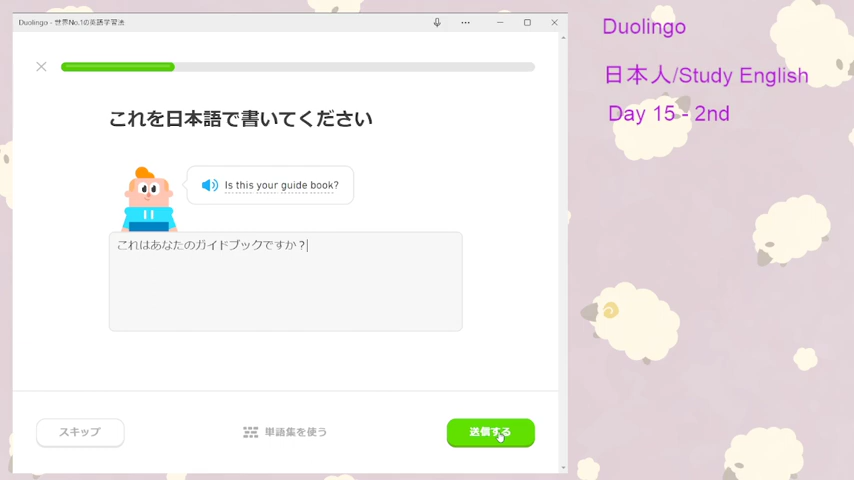 Duolingo - 世界No.1の英語学習法
これを日本語で書いてください
Is this your guide book?
これはあなたのガイドブックですか？
スキップ
単語集を使う
送信する
Duolingo
日本人/Study English
Day 15 - 2nd